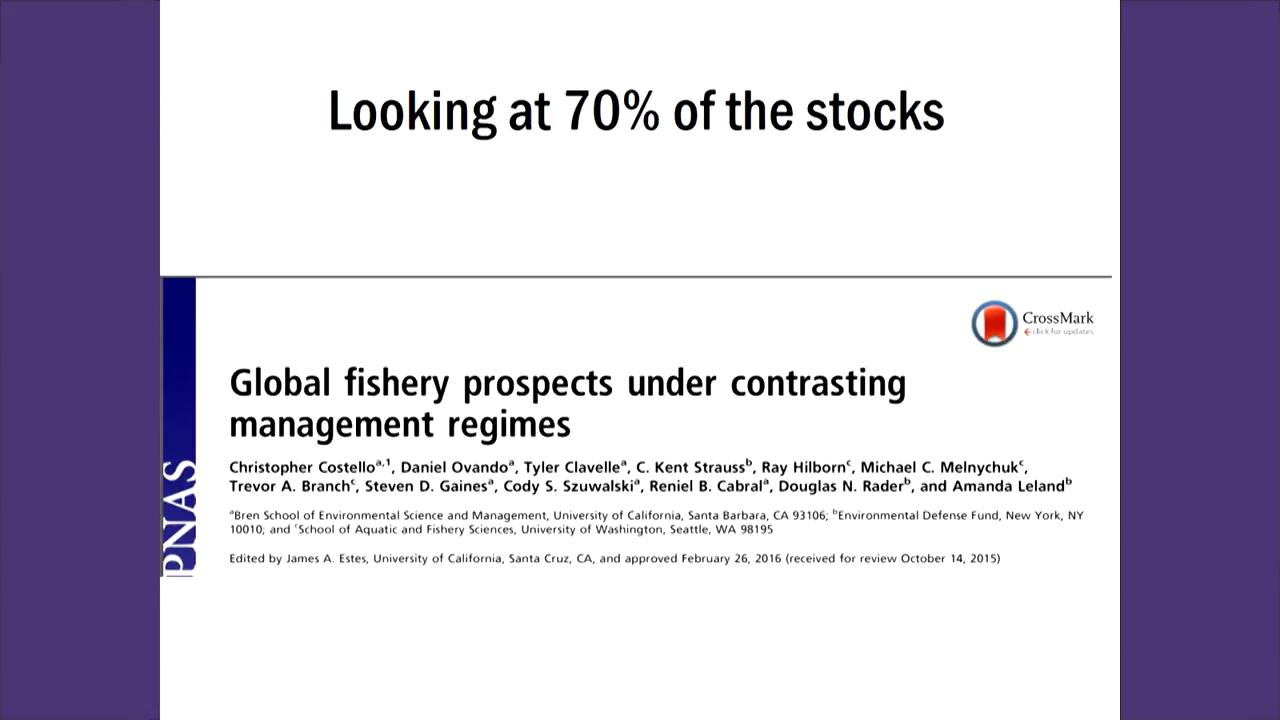 Looking at 70% of the stocks
CrossMark
click for updates
Global fishery prospects under contrasting
management regimes
Christopher Costelloa,1, Daniel Ovandoa, Tyler Clavellea, C. Kent Straussb, Ray Hilbornc, Michael C. Melnychukc,
Trevor A. Branchc, Steven D. Gainesa, Cody S. Szuwalskia, Reniel B. Cabrala, Douglas N. Raderb, and Amanda Lelandb
aBren School of Environmental Science and Management, University of California, Santa Barbara, CA 93106; bEnvironmental Defense Fund, New York, NY
10010; and cSchool of Aquatic and Fishery Sciences, University of Washington, Seattle, WA 98195
Edited by James A. Estes, University of California, Santa Cruz, CA, and approved February 26, 2016 (received for review October 14, 2015)
PNAS